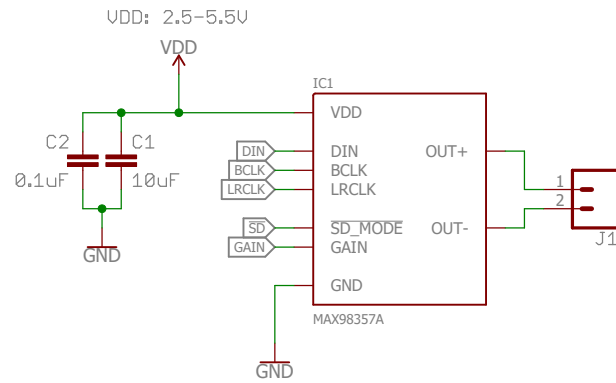 VDD: 2.5-5.5V
VDD
IC1
VDD
C2
C1
0.1uF
10uF
GND
DIN
BCLK
LRCLK
SD
GAIN
DIN
BCLK
LRCLK
SD_MODE
GAIN
GND
OUT+
OUT-
MAX98357A
GND
1
2
J1